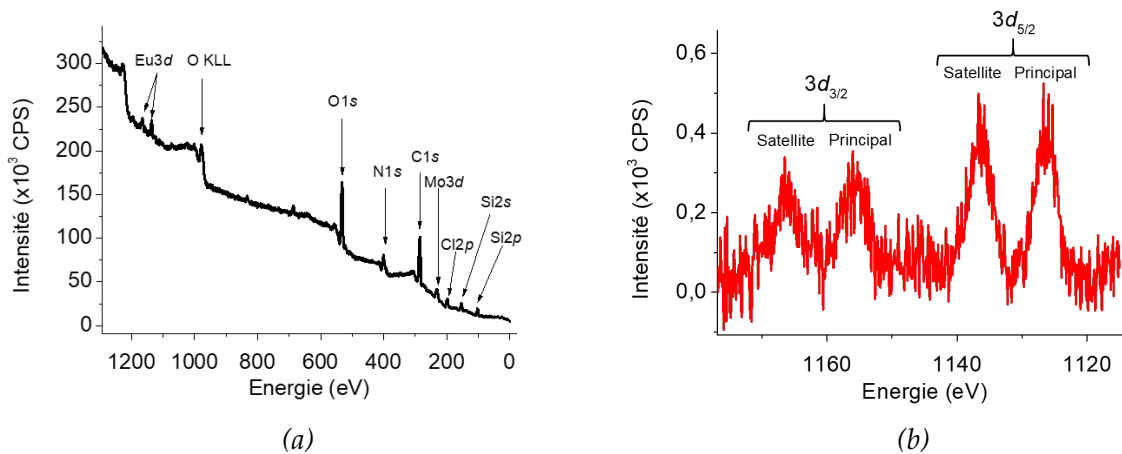 300
250
200
150
100
50
0
1200 1000 800 600 400 200 0
Intensité (x10³ CPS)
Energie (eV)
Eu3d
O KLL
O1s
N1s
C1s
Mo3d
Cl2p
Si2s
Si2p
(a)
0,6
0,4
0,2
0,0
1160 1140 1120
Intensité (x10³ CPS)
Energie (eV)
3d5/2
Satellite Principal
3d3/2
Satellite Principal
(b)